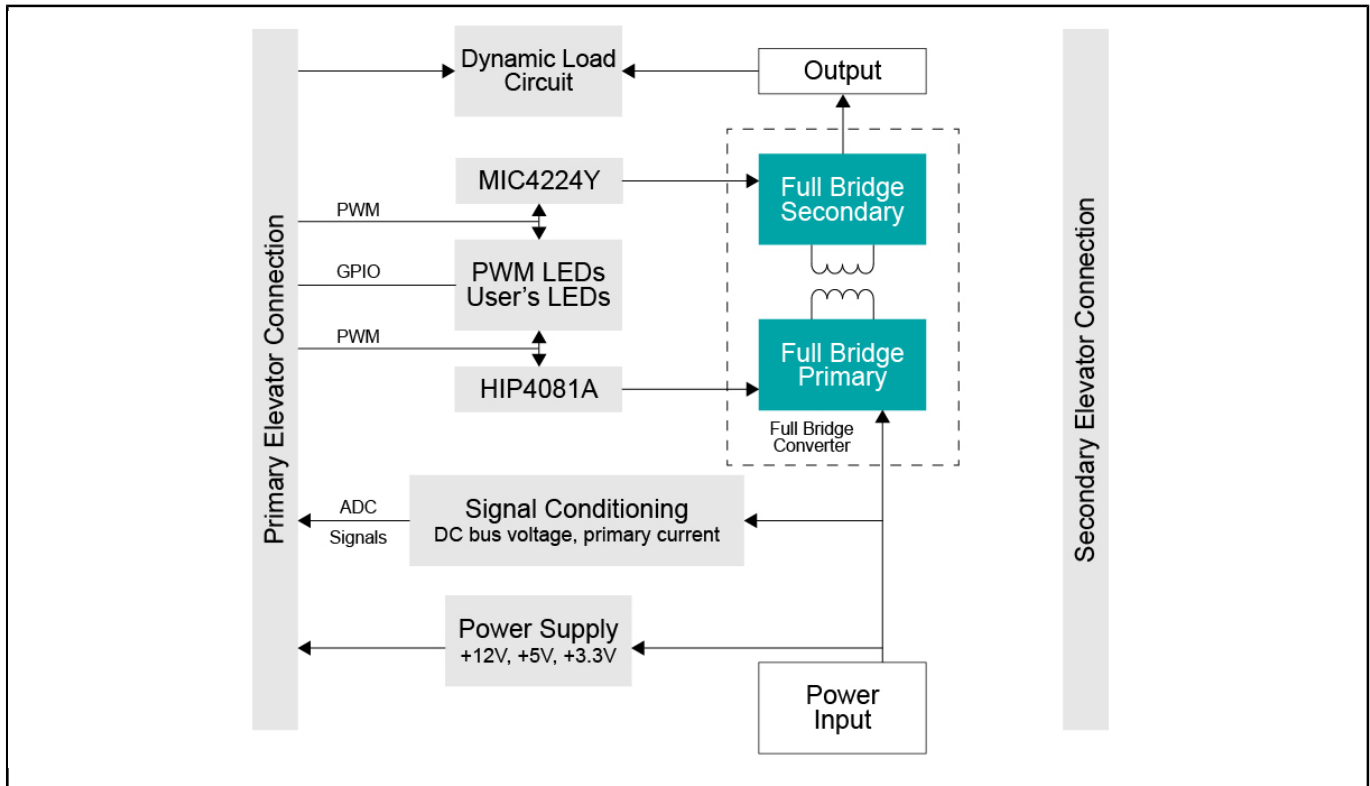 Primary Elevator Connection
Dynamic Load
Circuit
Output
MIC4224Y
Full Bridge
Secondary
PWM
GPIO
PWM LEDs
User's LEDs
PWM
Full Bridge
Primary
HIP4081A
Full Bridge
Converter
ADC
Signals
Signal Conditioning
DC bus voltage, primary current
Power Supply
+12V, +5V, +3.3V
Power
Input
Secondary Elevator Connection